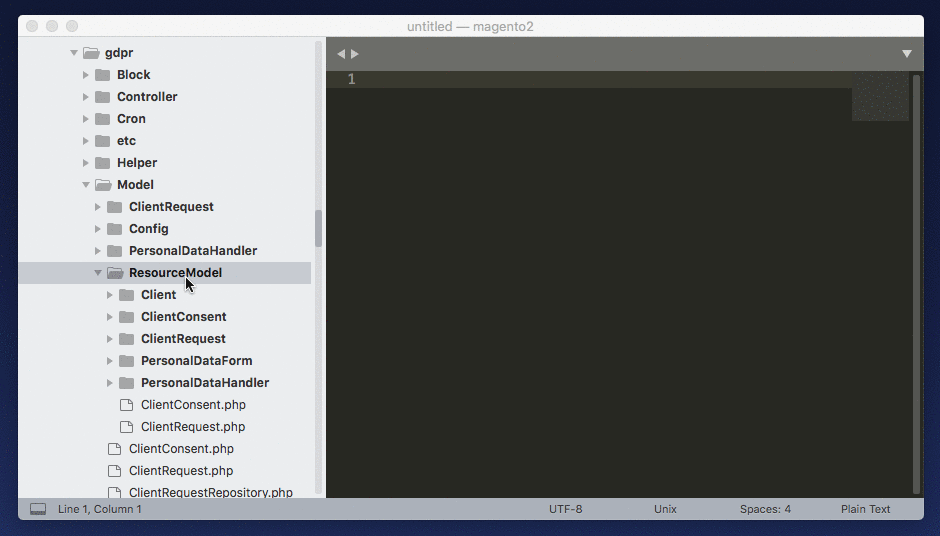 untitled — magento2
gdpr
Block
Controller
Cron
etc
Helper
Model
ClientRequest
Config
PersonalDataHandler
ResourceModel
Client
ClientConsent
ClientRequest
PersonalDataForm
PersonalDataHandler
ClientConsent.php
ClientRequest.php
ClientConsent.php
ClientRequest.php
ClientRequestRepository.php
1
Line 1, Column 1 UTF-8 Unix Spaces: 4 Plain Text